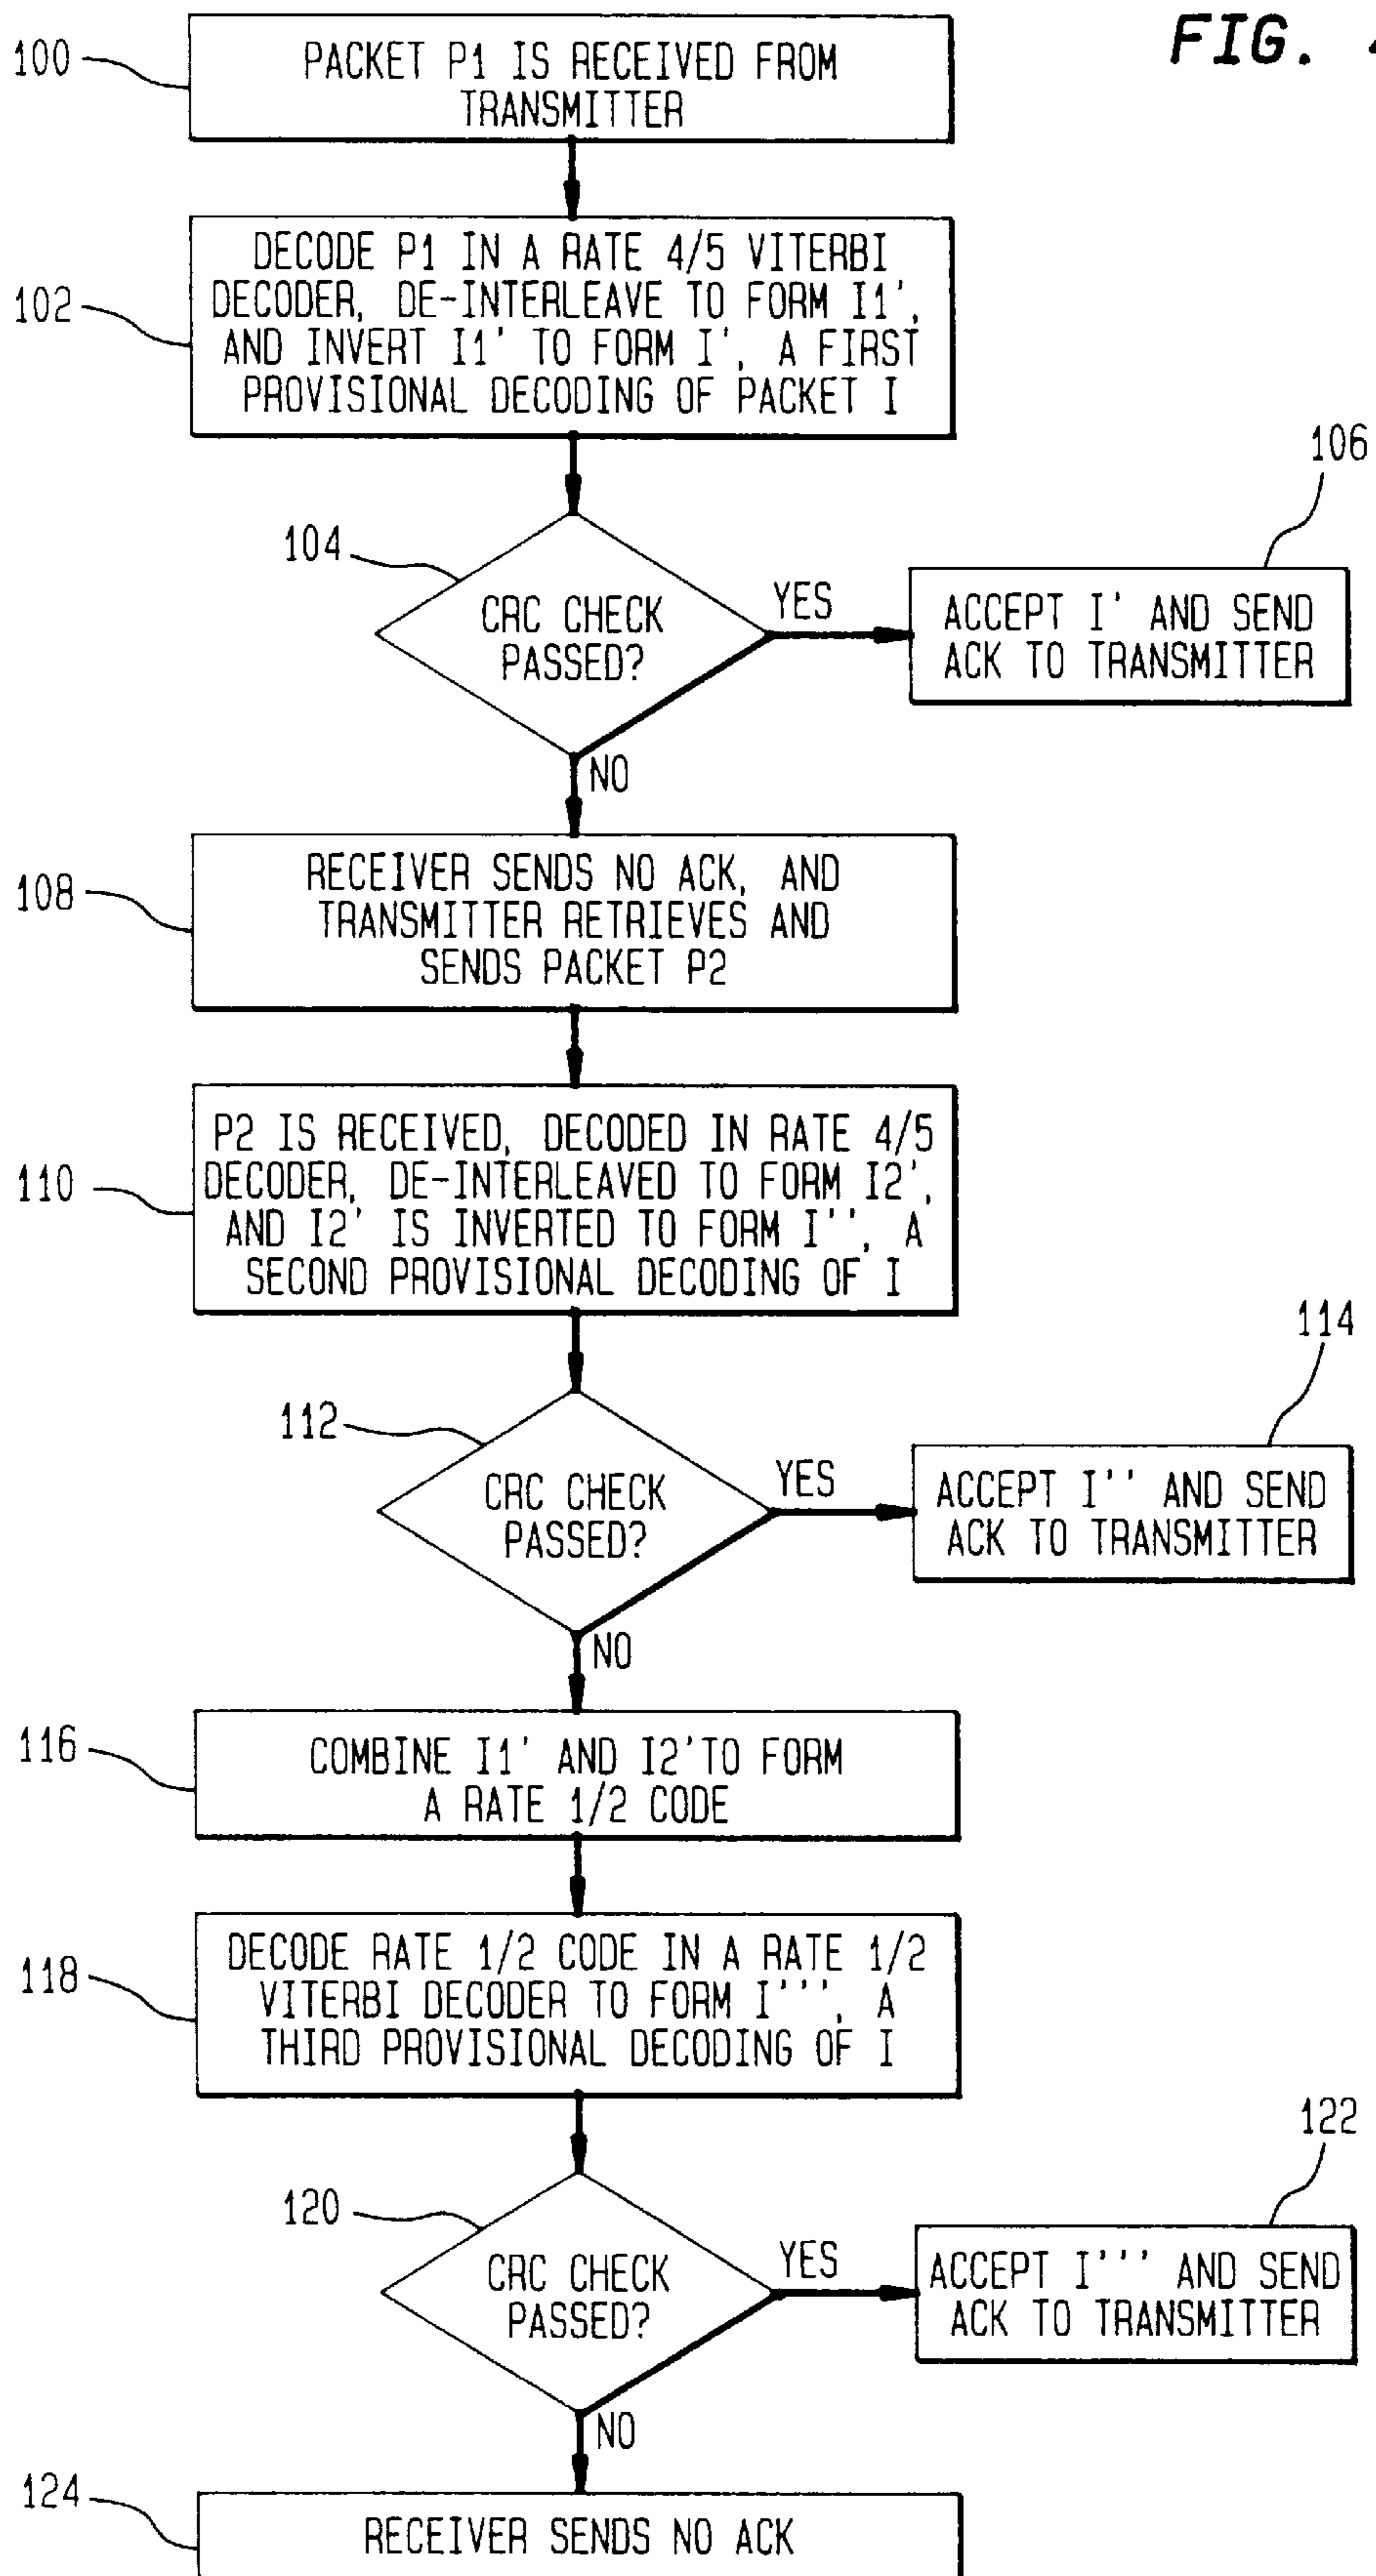 FIG. 4
100
PACKET P1 IS RECEIVED FROM
TRANSMITTER
102
DECODE P1 IN A RATE 4/5 VITERBI
DECODER, DE-INTERLEAVE TO FORM I1',
AND INVERT I1' TO FORM I', A FIRST
PROVISIONAL DECODING OF PACKET I
104
CRC CHECK
PASSED?
YES
106
ACCEPT I' AND SEND
ACK TO TRANSMITTER
NO
108
RECEIVER SENDS NO ACK, AND
TRANSMITTER RETRIEVES AND
SENDS PACKET P2
110
P2 IS RECEIVED, DECODED IN RATE 4/5
DECODER, DE-INTERLEAVED TO FORM I2',
AND I2' IS INVERTED TO FORM I'', A
SECOND PROVISIONAL DECODING OF I
112
CRC CHECK
PASSED?
YES
114
ACCEPT I'' AND SEND
ACK TO TRANSMITTER
NO
116
COMBINE I1' AND I2'TO FORM
A RATE 1/2 CODE
118
DECODE RATE 1/2 CODE IN A RATE 1/2
VITERBI DECODER TO FORM I''', A
THIRD PROVISIONAL DECODING OF I
120
CRC CHECK
PASSED?
YES
122
ACCEPT I''' AND SEND
ACK TO TRANSMITTER
NO
124
RECEIVER SENDS NO ACK